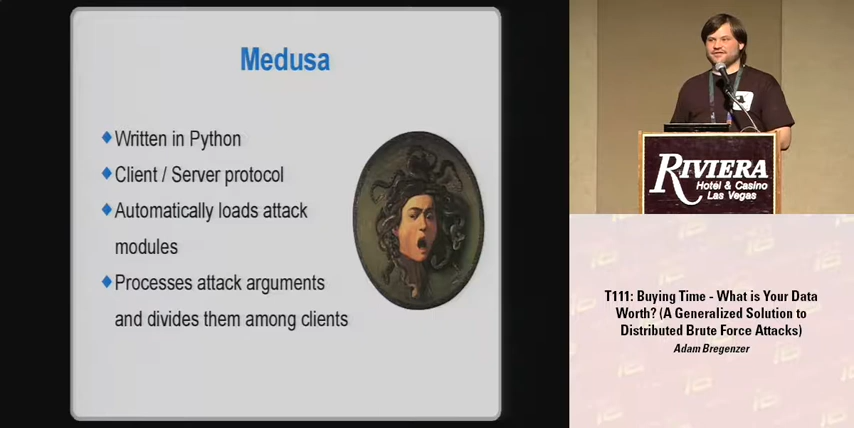 Medusa
Written in Python
Client / Server protocol
Automatically loads attack
modules
Processes attack arguments
and divides them among clients
RIVIERA
Hotel & Casino
Las Vegas
T111: Buying Time - What is Your Data
Worth? (A Generalized Solution to
Distributed Brute Force Attacks)
Adam Bregenzer